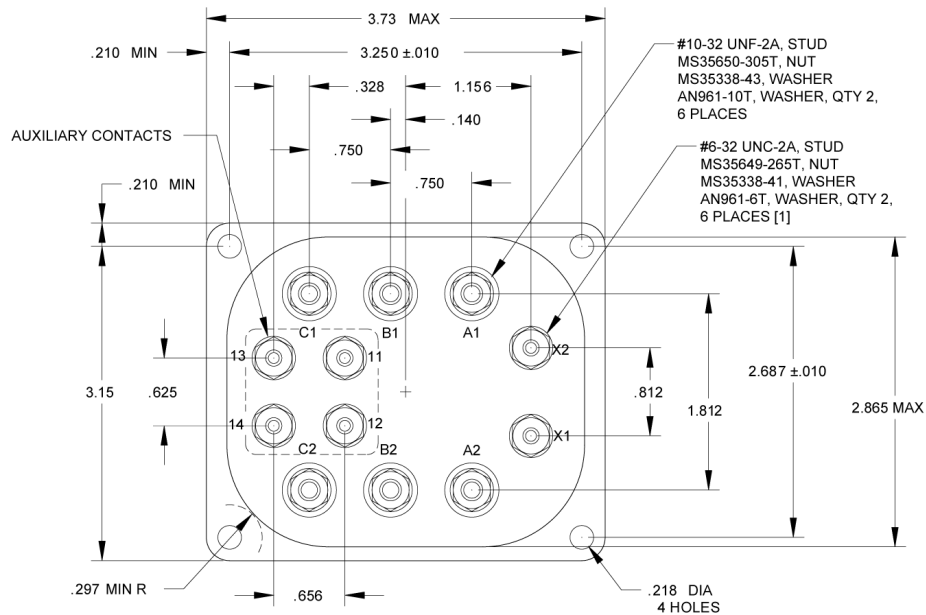 3.73 MAX
.210 MIN
3.250 ±.010
.328
1.156
.140
.750
.750
#10-32 UNF-2A, STUD
MS35650-305T, NUT
MS35338-43, WASHER
AN961-10T, WASHER, QTY 2,
6 PLACES
AUXILIARY CONTACTS
#6-32 UNC-2A, STUD
MS35649-265T, NUT
MS35338-41, WASHER
AN961-6T, WASHER, QTY 2,
6 PLACES [1]
.210 MIN
C1
B1
A1
13
11
X2
3.15
.625
.812
1.812
2.687 ±.010
2.865 MAX
14
12
X1
C2
B2
A2
.297 MIN R
.656
.218 DIA
4 HOLES